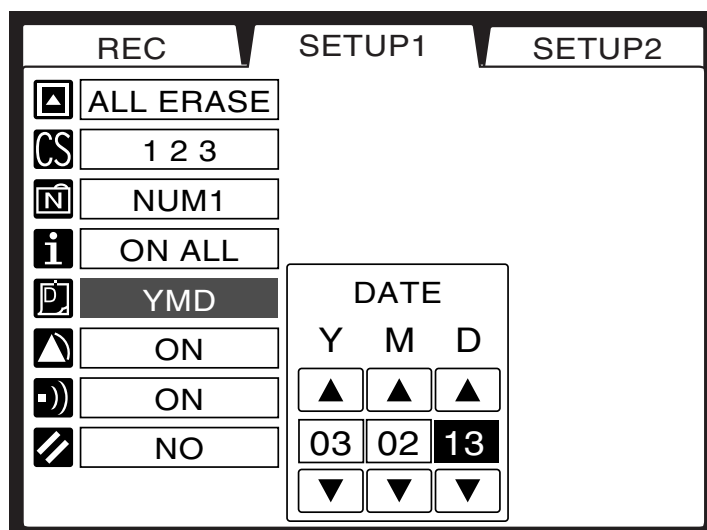 REC SETUP1 SETUP2
ALL ERASE
CS 1 2 3
N NUM1
i ON ALL
D YMD
ON
ON
NO
DATE
Y M D
03 02 13